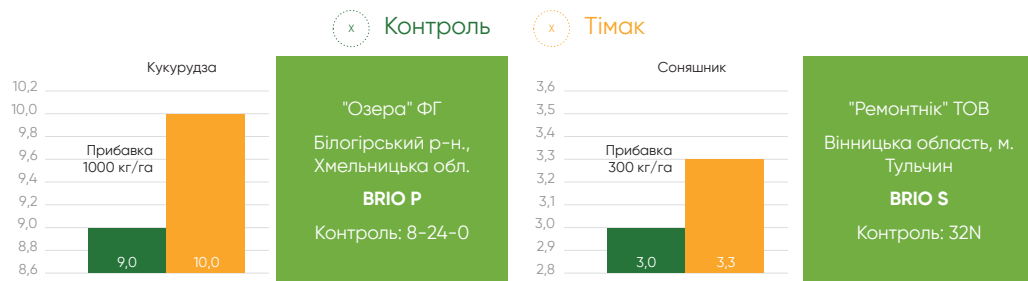 x Контроль x Тімак
Кукурудза
10,2
10,0
9,8
9,6
9,4
9,2
9,0
8,8
8,6
Прибавка
1000 кг/га
9,0
10,0
"Озера" ФГ
Білогірський р-н.,
Хмельницька обл.
BRIO P
Контроль: 8-24-0
Соняшник
3,6
3,5
3,4
3,3
3,2
3,1
3,0
2,9
2,8
Прибавка
300 кг/га
3,0
3,3
"Ремонтнік" ТОВ
Вінницька область, м.
Тульчин
BRIO S
Контроль: 32N